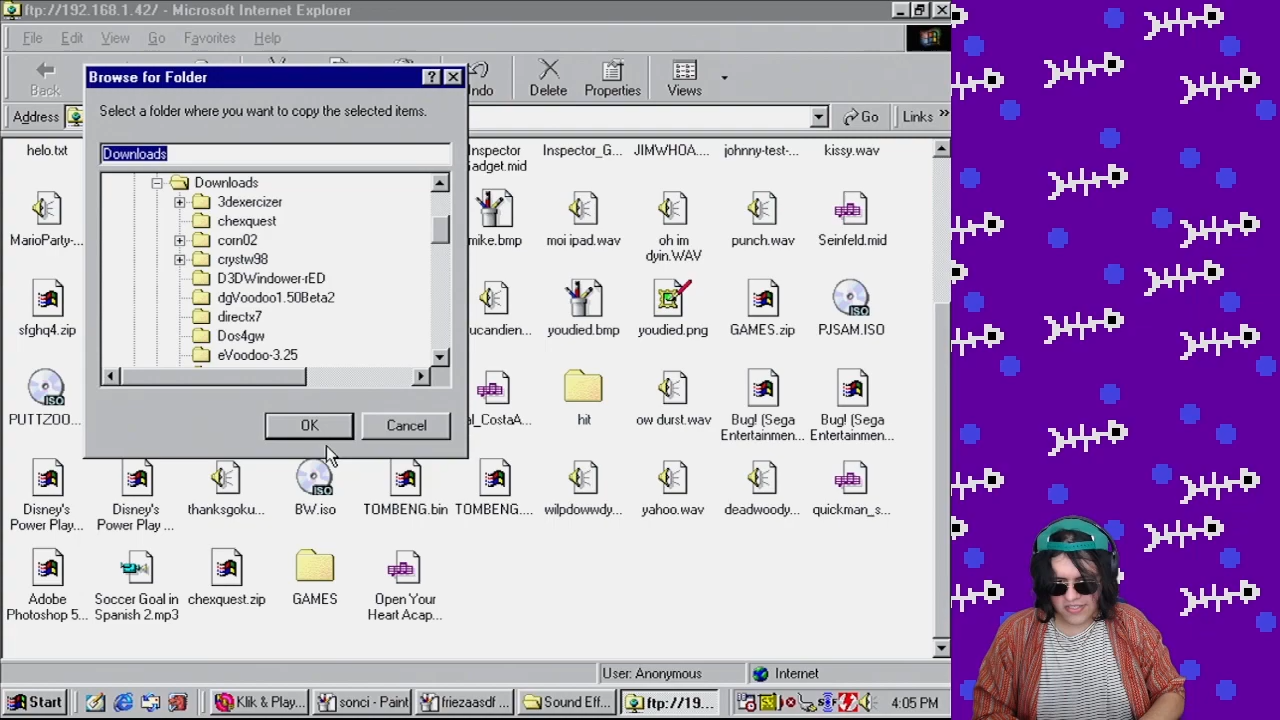 ftp://192.168.1.42/ - Microsoft Internet Explorer
File Edit View Go Favorites Help
Back
Undo
Delete
Properties
Views
Address
Go
Links »
Browse for Folder
Select a folder where you want to copy the selected items.
Downloads
Downloads
3dexercizer
chexquest
corn02
crystw98
D3DWindower-rED
dgVoodoo1.50Beta2
directx7
Dos4gw
eVoodoo-3.25
OK
Cancel
helo.txt
Inspector
Gadget.mid
Inspector_G...
JIMWHOA....
johnny-test-...
kissy.wav
MarioParty-...
mike.bmp
moi ipad.wav
oh im
dyin.WAV
punch.wav
Seinfeld.mid
sfghq4.zip
ucandien...
youdied.bmp
youdied.png
GAMES.zip
PJSAM.ISO
ISO
PUTTZOO...
ISO
al_CostaA...
hit
ow durst.wav
Bug! (Sega
Entertainmen...
Bug! (Sega
Entertainmen...
Disney's
Power Play...
Disney's
Power Play ...
thanksgoku...
BW.iso
ISO
TOMBENG.bin
TOMBENG....
wilpdowwdy...
yahoo.wav
deadwoody...
quickman_s...
Adobe
Photoshop 5...
Soccer Goal in
Spanish 2.mp3
chexquest.zip
GAMES
Open Your
Heart Acap...
User: Anonymous
Internet
Start
Klik & Play...
onci - Paint
friezaasdf ...
Sound Eff...
ftp://19...
4:05 PM